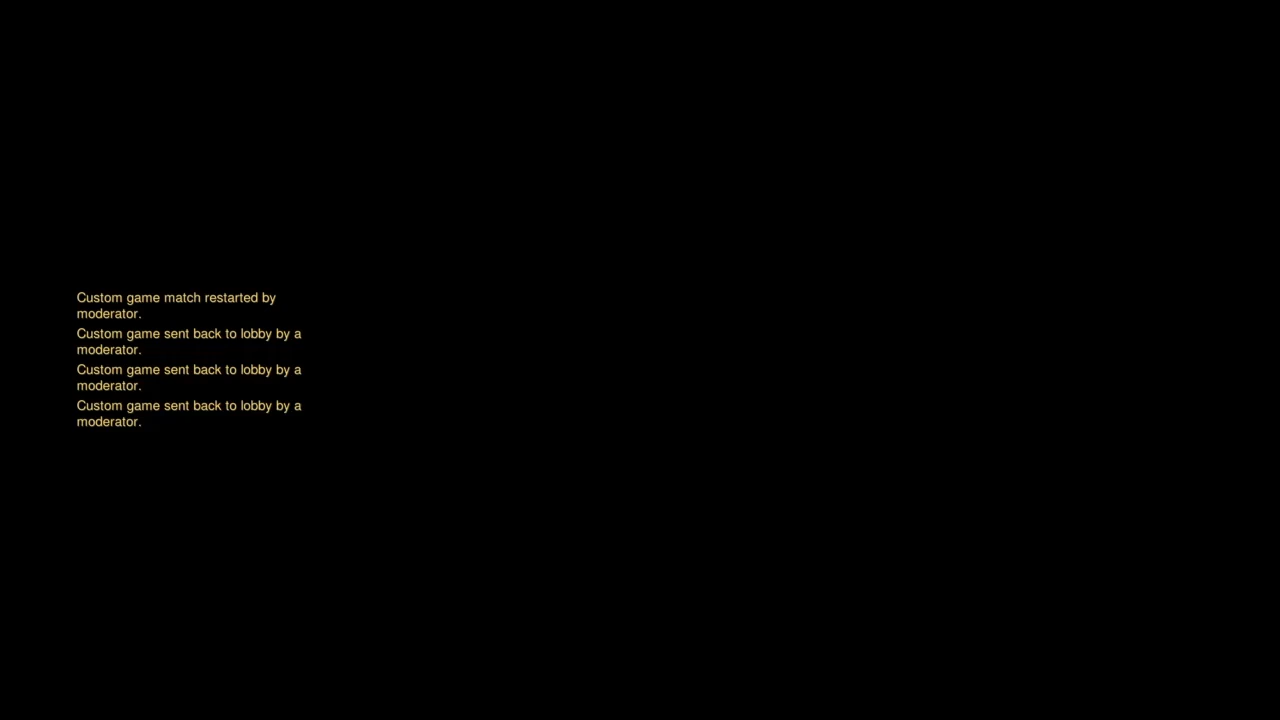 Custom game match restarted by
moderator.
Custom game sent back to lobby by a
moderator.
Custom game sent back to lobby by a
moderator.
Custom game sent back to lobby by a
moderator.